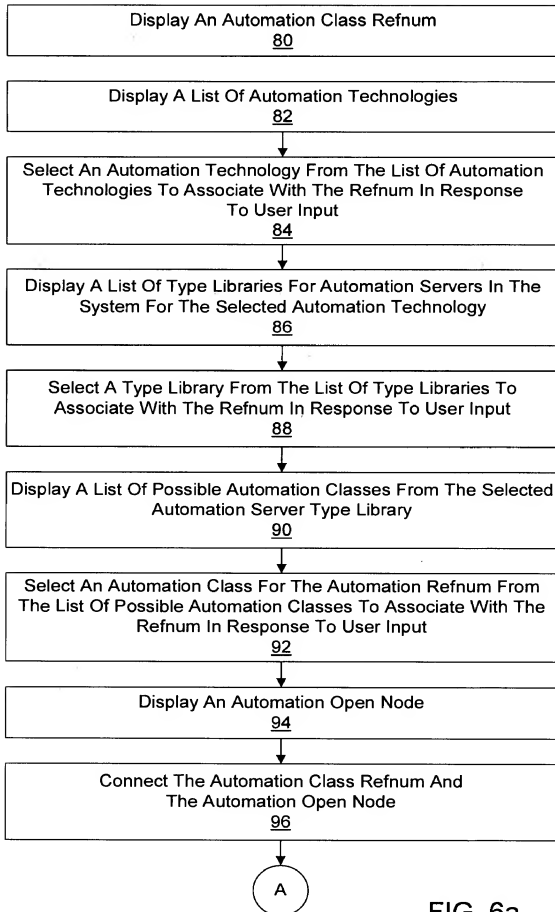 Display An Automation Class Refnum
80
Display A List Of Automation Technologies
82
Select An Automation Technology From The List Of Automation
Technologies To Associate With The Refnum In Response
To User Input
84
Display A List Of Type Libraries For Automation Servers In The
System For The Selected Automation Technology
86
Select A Type Library From The List Of Type Libraries To
Associate With The Refnum In Response To User Input
88
Display A List Of Possible Automation Classes From The Selected
Automation Server Type Library
90
Select An Automation Class For The Automation Refnum From
The List Of Possible Automation Classes To Associate With The
Refnum In Response To User Input
92
Display An Automation Open Node
94
Connect The Automation Class Refnum And
The Automation Open Node
96
A
FIG. 6a